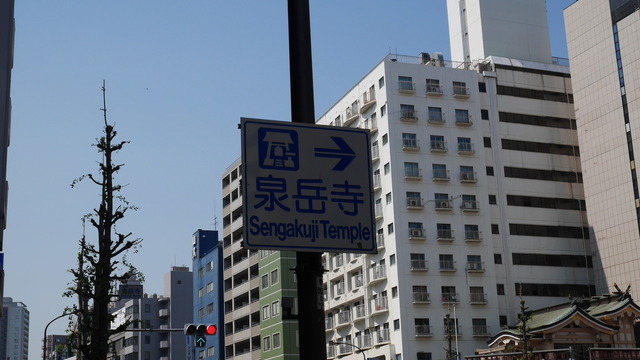 泉岳寺
Sengakuji Temple